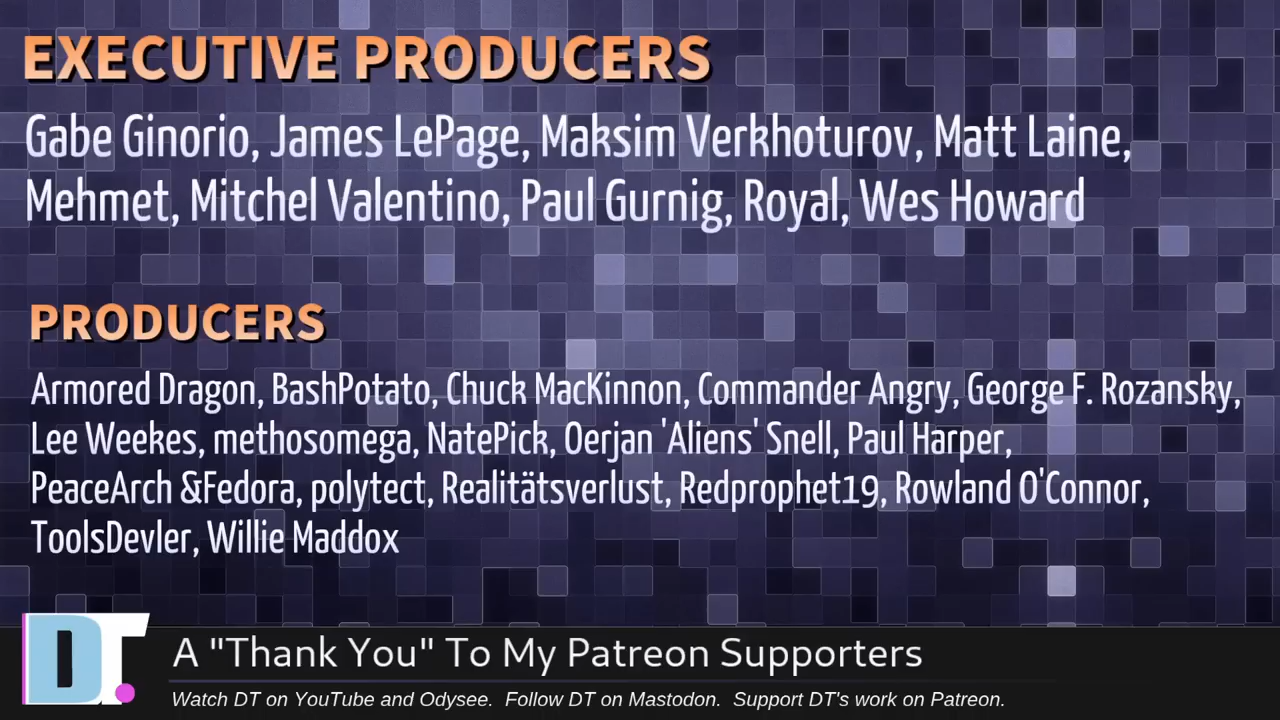 EXECUTIVE PRODUCERS
Gabe Ginorio, James LePage, Maksim Verkhoturov, Matt Laine,
Mehmet, Mitchel Valentino, Paul Gurnig, Royal, Wes Howard
PRODUCERS
Armored Dragon, BashPotato, Chuck MacKinnon, Commander Angry, George F. Rozansky,
Lee Weekes, methosomega, NatePick, Oerjan 'Aliens' Snell, Paul Harper,
PeaceArch &Fedora, polytect, Realitätsverlust, Redprophet19, Rowland O'Connor,
ToolsDevler, Willie Maddox
DT.
A "Thank You" To My Patreon Supporters
Watch DT on YouTube and Odysee.  Follow DT on Mastodon.  Support DT's work on Patreon.